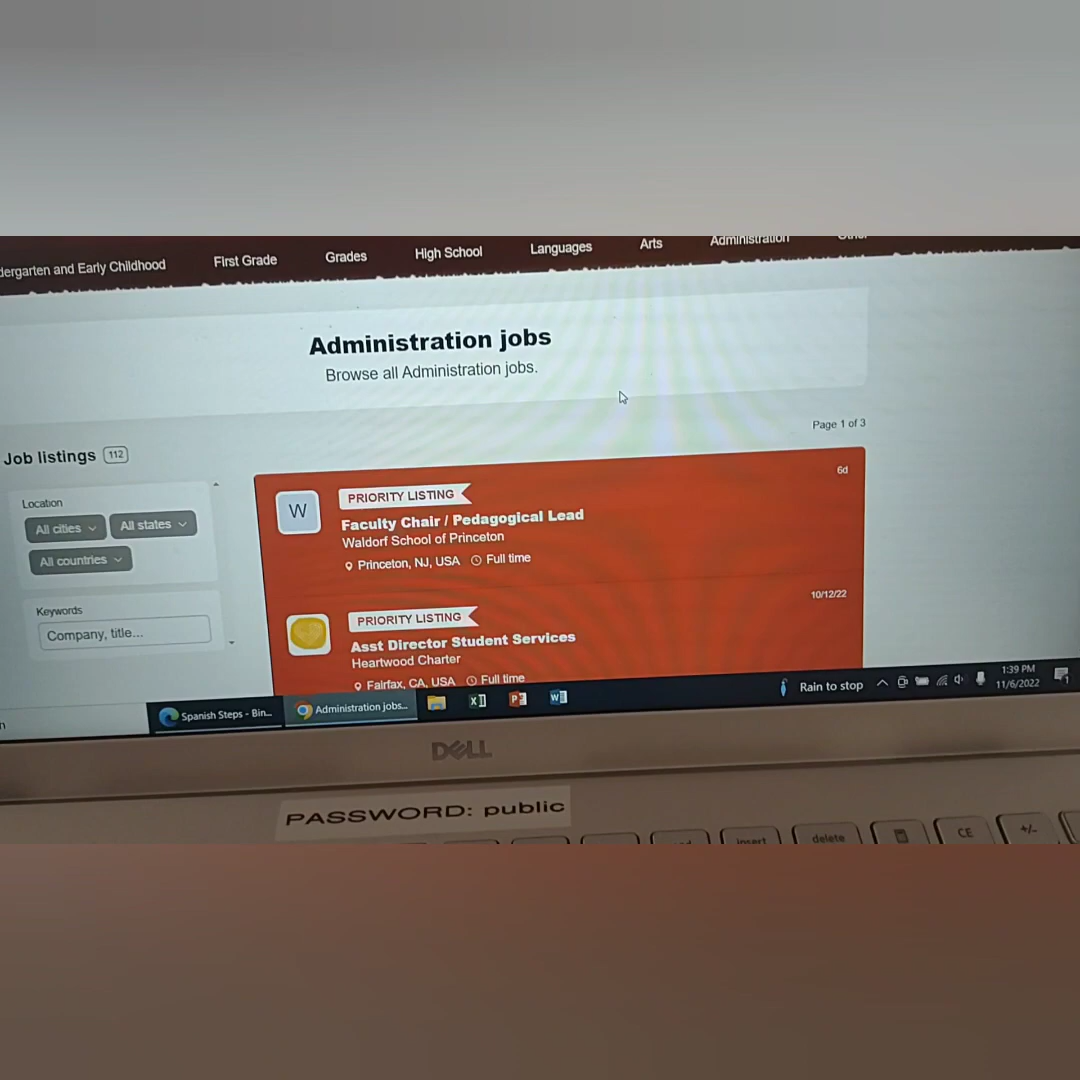 dergarten and Early Childhood
First Grade
Grades
High School
Languages
Arts
Administration
Administration jobs
Browse all Administration jobs.
Page 1 of 3
Job listings 112
Location
All cities
All states
All countries
Keywords
Company, title...
6d
W
PRIORITY LISTING
Faculty Chair / Pedagogical Lead
Waldorf School of Princeton
Princeton, NJ, USA Full time
10/12/22
PRIORITY LISTING
Asst Director Student Services
Heartwood Charter
Fairfax, CA, USA Full time
Spanish Steps - Bin...
Administration jobs...
Rain to stop
1:39 PM
11/6/2022
DELL
PASSWORD: public
insert
delete
CE
+/-